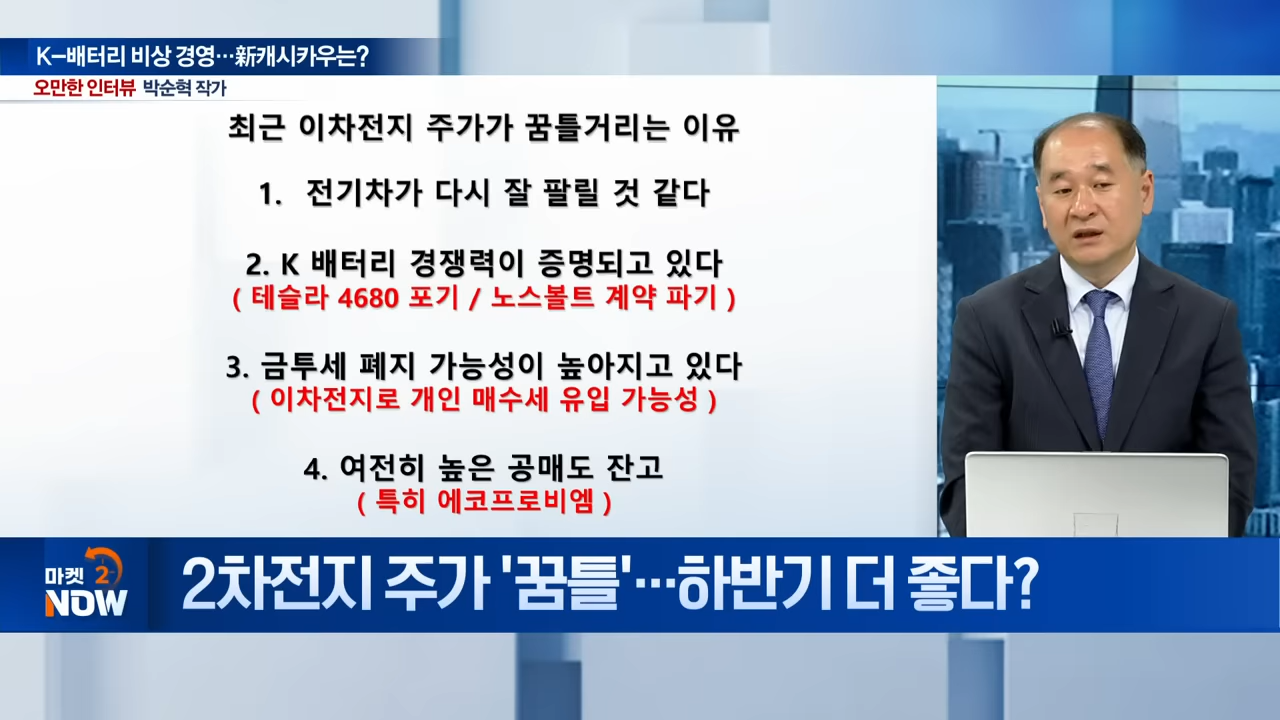 K-배터리 비상 경영…新캐시카우는?
오만한 인터뷰 박순혁 작가
최근 이차전지 주가가 꿈틀거리는 이유
1. 전기차가 다시 잘 팔릴 것 같다
2. K 배터리 경쟁력이 증명되고 있다
( 테슬라 4680 포기 / 노스볼트 계약 파기 )
3. 금투세 폐지 가능성이 높아지고 있다
( 이차전지로 개인 매수세 유입 가능성 )
4. 여전히 높은 공매도 잔고
( 특히 에코프로비엠 )
마켓 2
NOW
2차전지 주가 '꿈틀'…하반기 더 좋다?